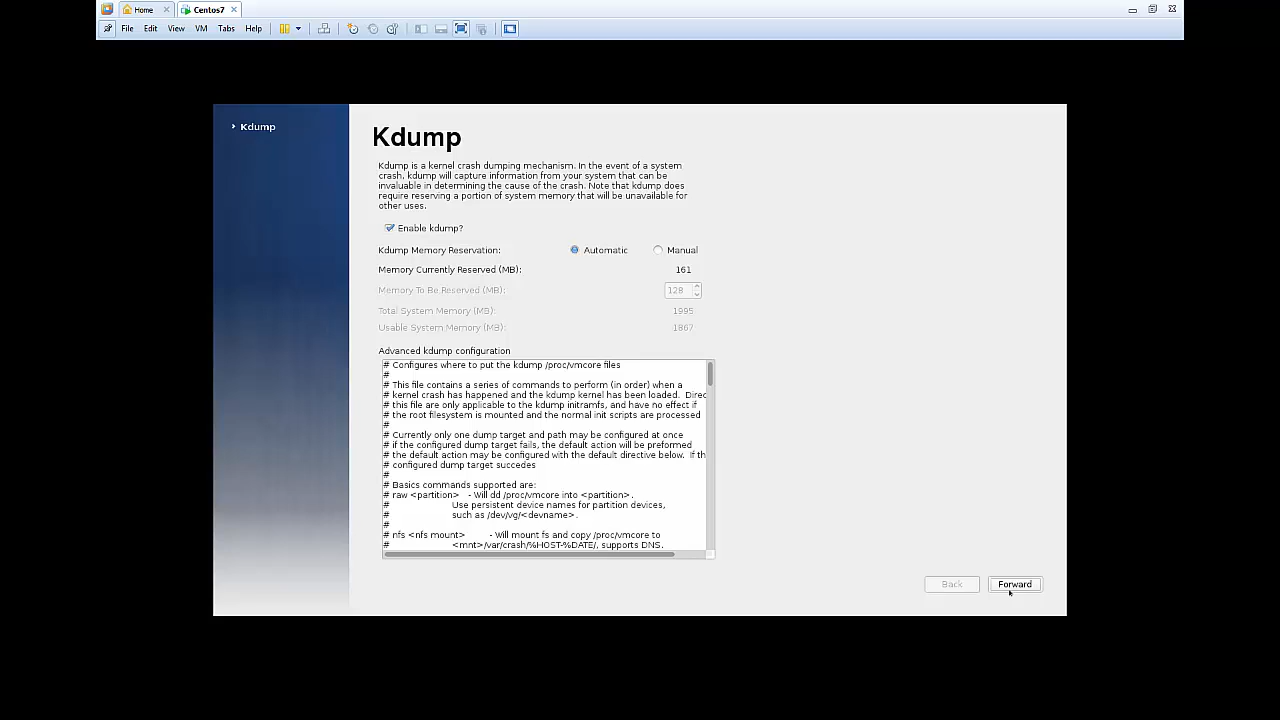 Home
Centos7
File Edit View VM Tabs Help
Kdump
Kdump
Kdump is a kernel crash dumping mechanism. In the event of a system
crash, kdump will capture information from your system that can be
invaluable in determining the cause of the crash. Note that kdump does
require reserving a portion of system memory that will be unavailable for
other uses.
Enable kdump?
Kdump Memory Reservation: Automatic Manual
Memory Currently Reserved (MB): 161
Memory To Be Reserved (MB): 128
Total System Memory (MB): 1995
Usable System Memory (MB): 1867
Advanced kdump configuration
# Configures where to put the kdump /proc/vmcore files
#
# This file contains a series of commands to perform (in order) when a
# kernel crash has happened and the kdump kernel has been loaded. Direc
# this file are only applicable to the kdump initramfs, and have no effect if
# the root filesystem is mounted and the normal init scripts are processed
#
# Currently only one dump target and path may be configured at once
# if the configured dump target fails, the default action will be preformed
# the default action may be configured with the default directive below. If th
# configured dump target succedes
#
# Basics commands supported are:
# raw <partition> - Will dd /proc/vmcore into <partition>.
# Use persistent device names for partition devices,
# such as /dev/vg/<devname>.
#
# nfs <nfs mount> - Will mount fs and copy /proc/vmcore to
# <mnt>/var/crash/%HOST-%DATE/, supports DNS.
Back Forward